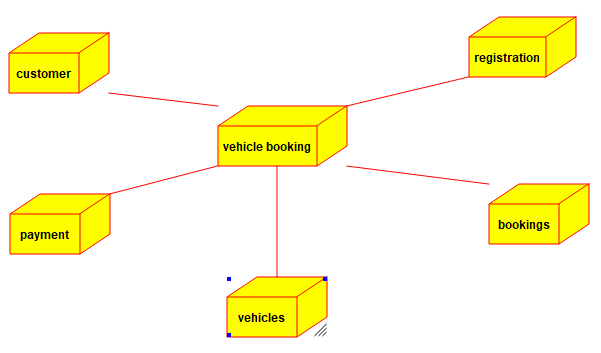 registration
customer
vehicle booking
bookings
payment
vehicles